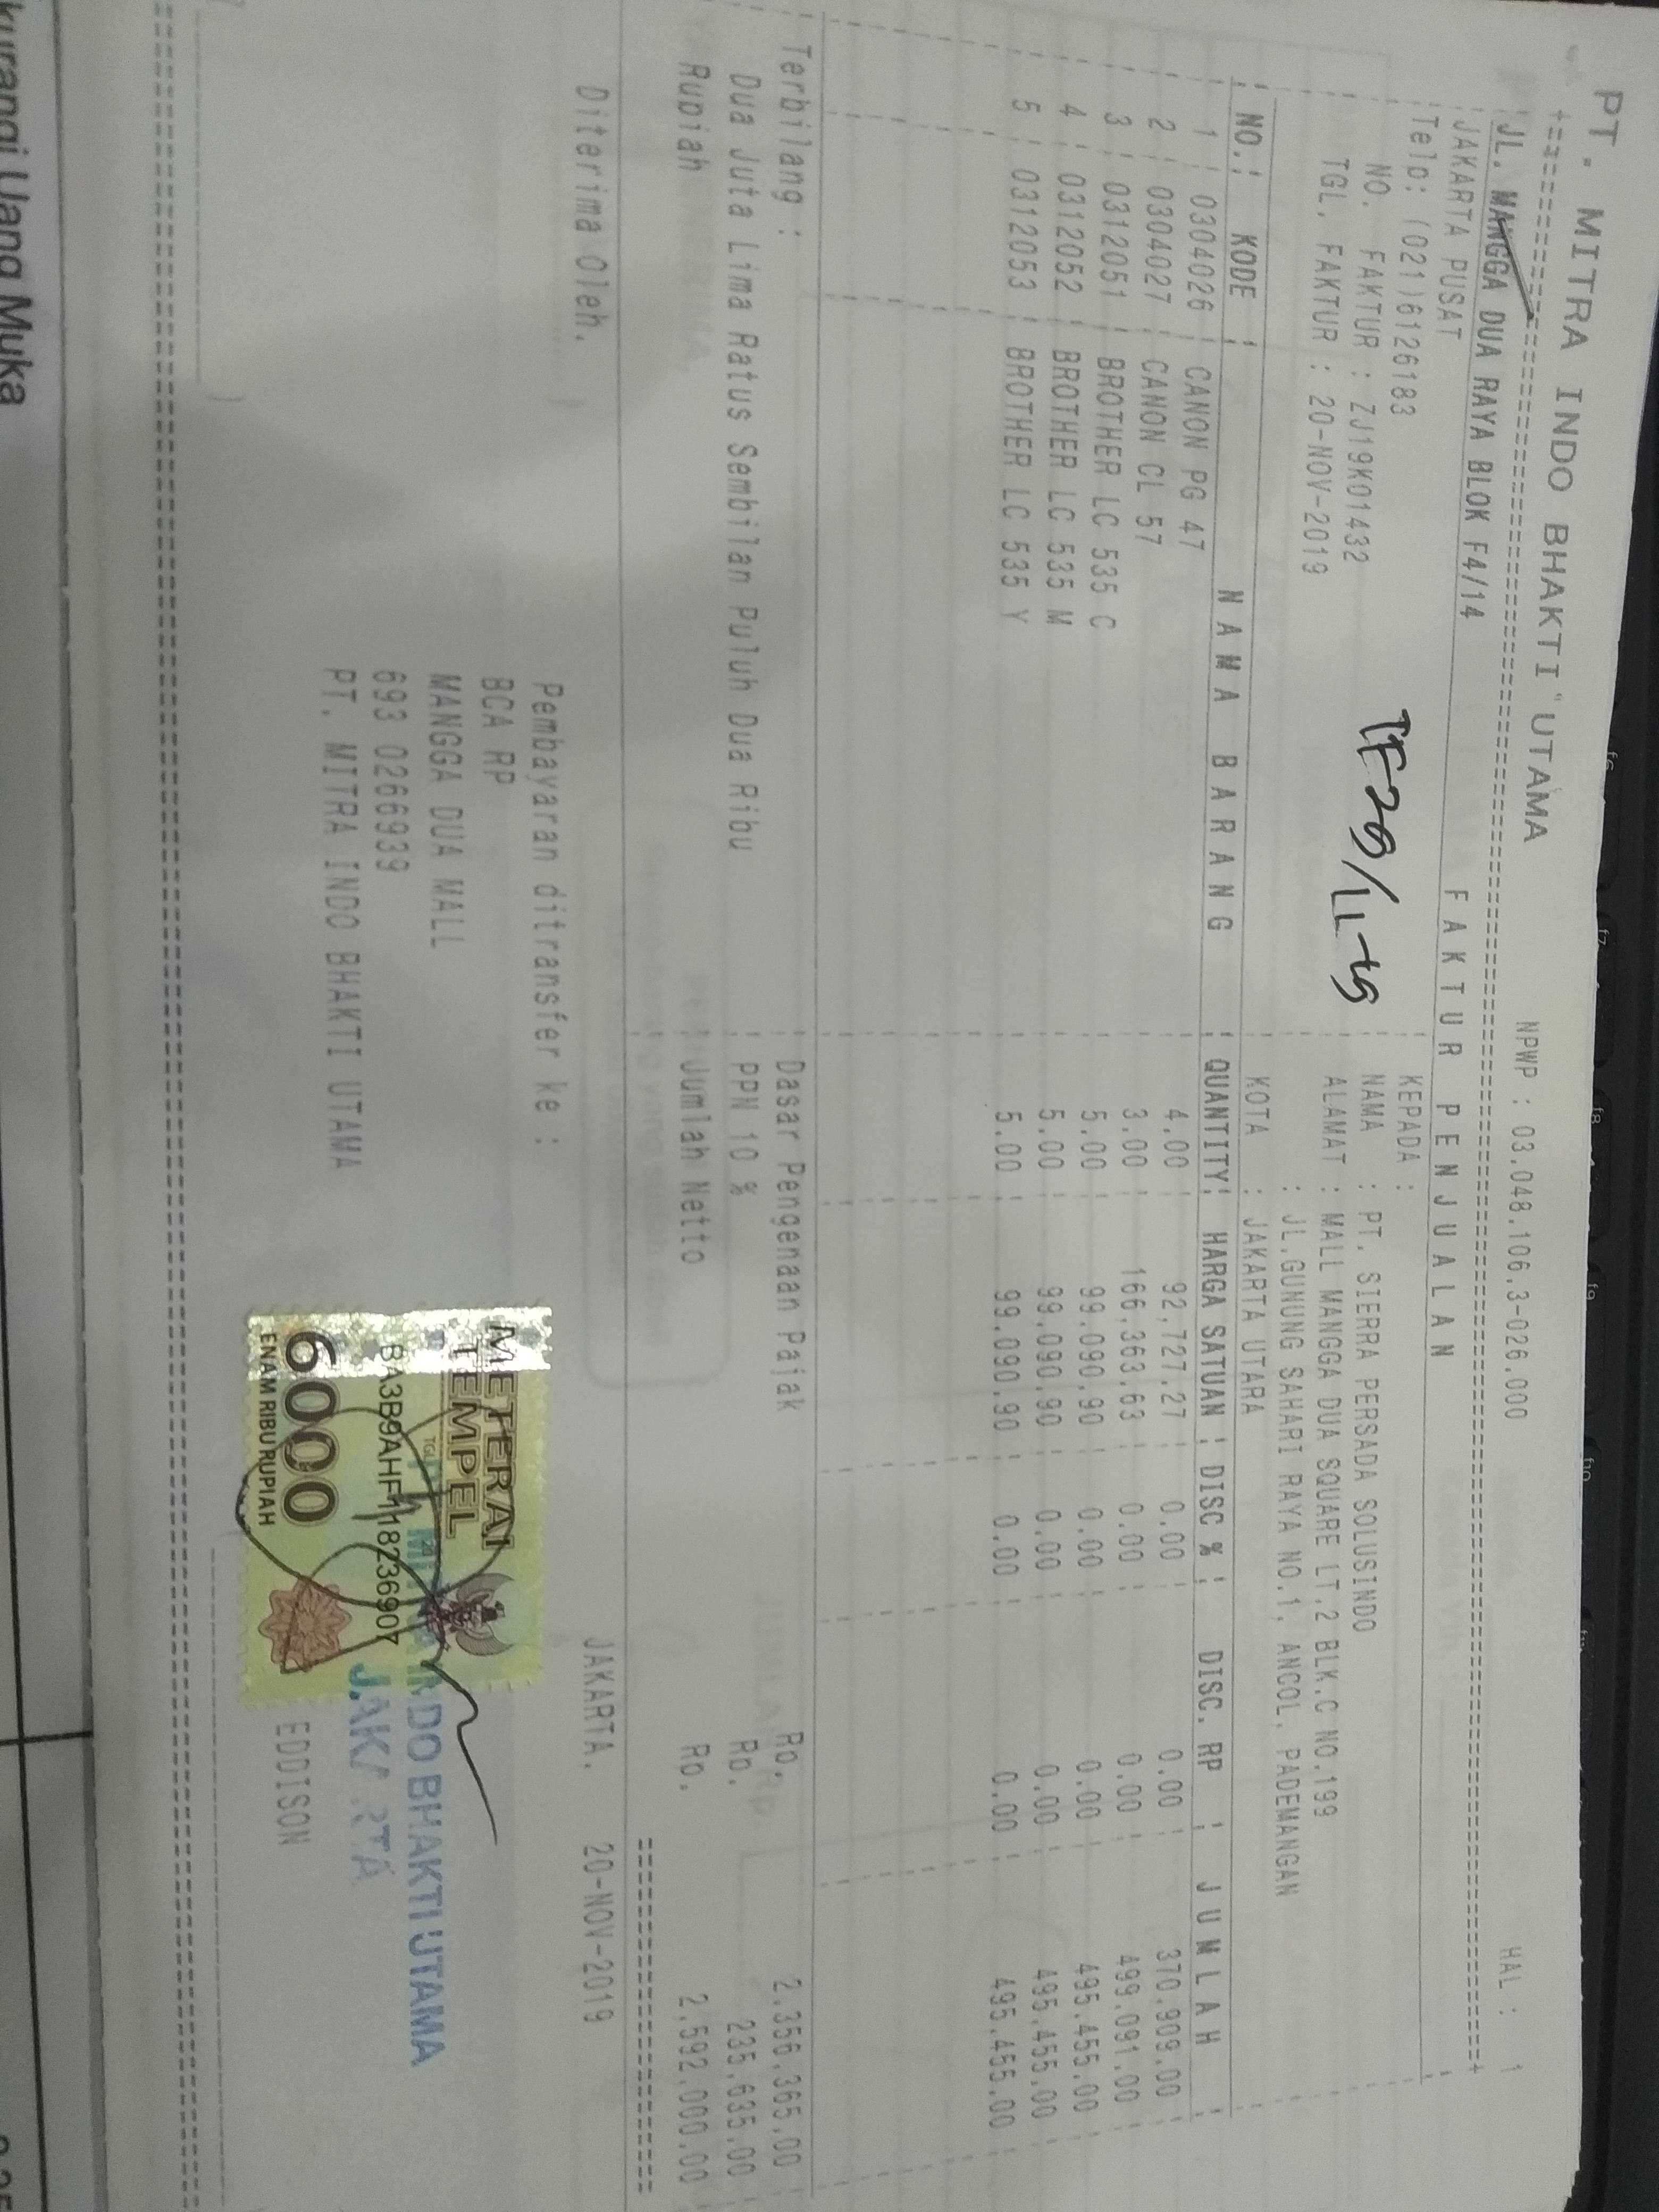 PT. MITRA INDO BHAKTI UTAMA NPWP : 03.048.106.3-026.000 HAL : 1
JL. MANGGA DUA RAYA BLOK F4/14 F A K T U R P E N J U A L A N
JAKARTA PUSAT
Telp: (021)6126183 KEPADA :
NO. FAKTUR : ZJ19K01432 NAMA : PT. SIERRA PERSADA SOLUSINDO
TGL. FAKTUR : 20-NOV-2019 ALAMAT : MALL MANGGA DUA SQUARE LT.2 BLK.C NO.199
: JL.GUNUNG SAHARI RAYA NO.1, ANCOL, PADEMANGAN
KOTA : JAKARTA UTARA
NO. KODE N A M A B A R A N G QUANTITY HARGA SATUAN DISC % DISC. RP J U M L A H
1 0304026 CANON PG 47 4.00 92,727.27 0.00 0.00 370.909.00
2 0304027 CANON CL 57 3.00 166,363.63 0.00 0.00 499.091.00
3 0312051 BROTHER LC 535 C 5.00 99.090.90 0.00 0.00 495.455.00
4 0312052 BROTHER LC 535 M 5.00 99.090.90 0.00 0.00 495.455.00
5 0312053 BROTHER LC 535 Y 5.00 99.090.90 0.00 0.00 495.455.00
Terbilang : Dasar Pengenaan Pajak Rp. 2.356.365.00
Dua Juta Lima Ratus Sembilan Puluh Dua Ribu PPN 10 % Rp. 235.635.00
Rupiah Jumlah Netto Rp. 2.592.000.00
Diterima Oleh, JAKARTA, 20-NOV-2019
Pembayaran ditransfer ke :
BCA RP
MANGGA DUA MALL
693 0266939
PT. MITRA INDO BHAKTI UTAMA
METERAI
TEMPEL
TGL 20
BA3B9AHF118236907
6000
ENAM RIBU RUPIAH
INDO BHAKTI UTAMA
EDDISON
kurangi Uang Muka